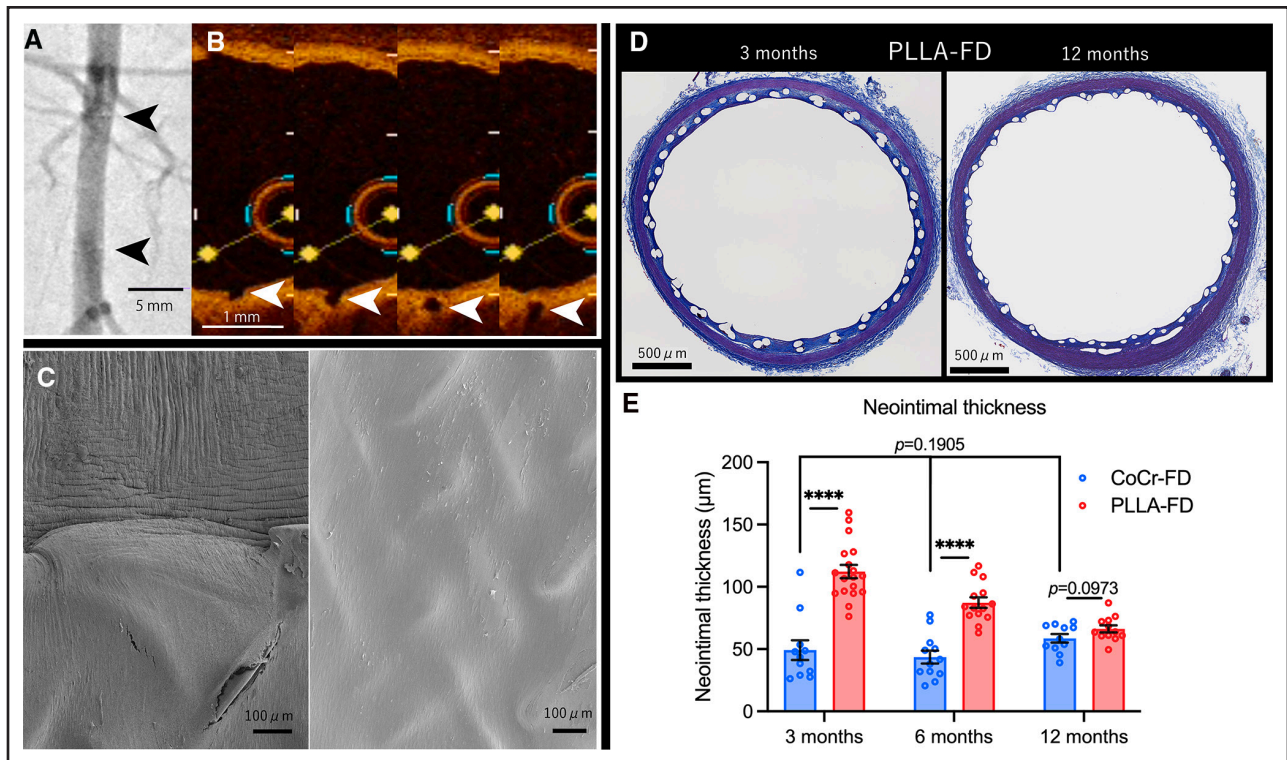 A
5 mm
B
1 mm
C
100 μm
100 μm
D
3 months
PLLA-FD
12 months
500 μm
500 μm
E
Neointimal thickness
p=0.1905
CoCr-FD
PLLA-FD
****
****
p=0.0973
Neointimal thickness (μm)
200
150
100
50
0
3 months
6 months
12 months